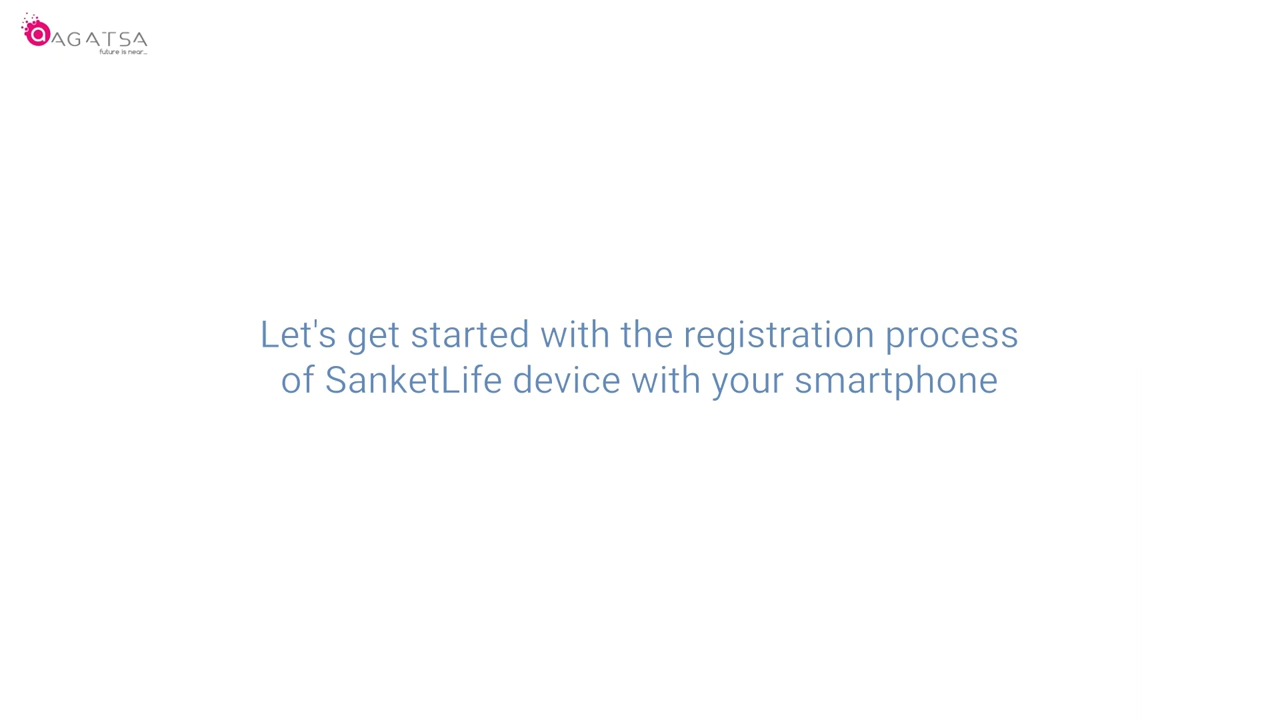 AGATSA
future is near...
Let's get started with the registration process
of SanketLife device with your smartphone